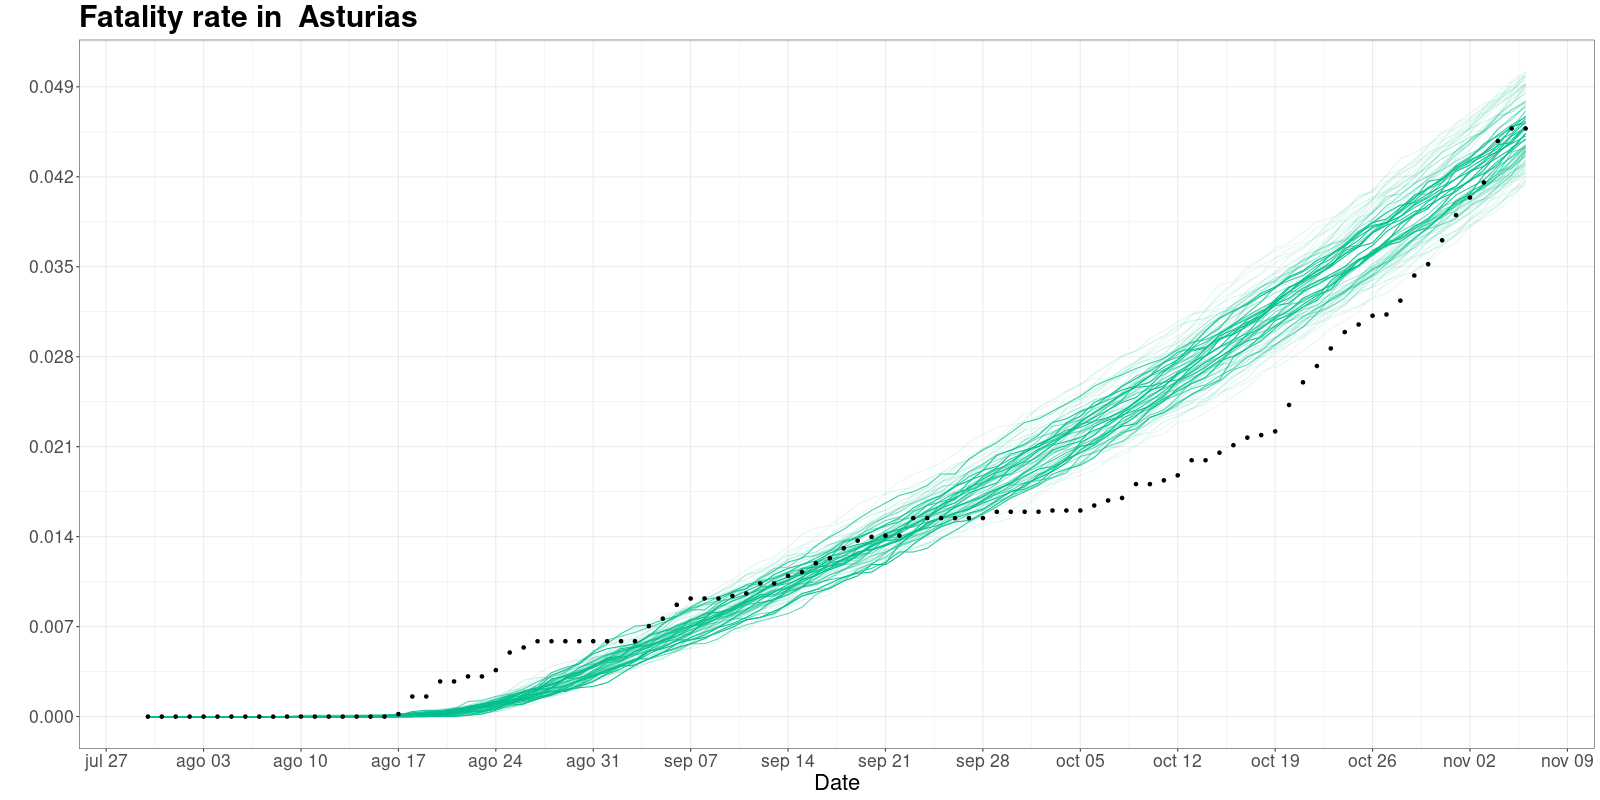 Fatality rate in  Asturias
0.049
0.042
0.035
0.028
0.021
0.014
0.007
0.000
jul 27 ago 03 ago 10 ago 17 ago 24 ago 31 sep 07 sep 14 sep 21 sep 28 oct 05 oct 12 oct 19 oct 26 nov 02 nov 09
Date